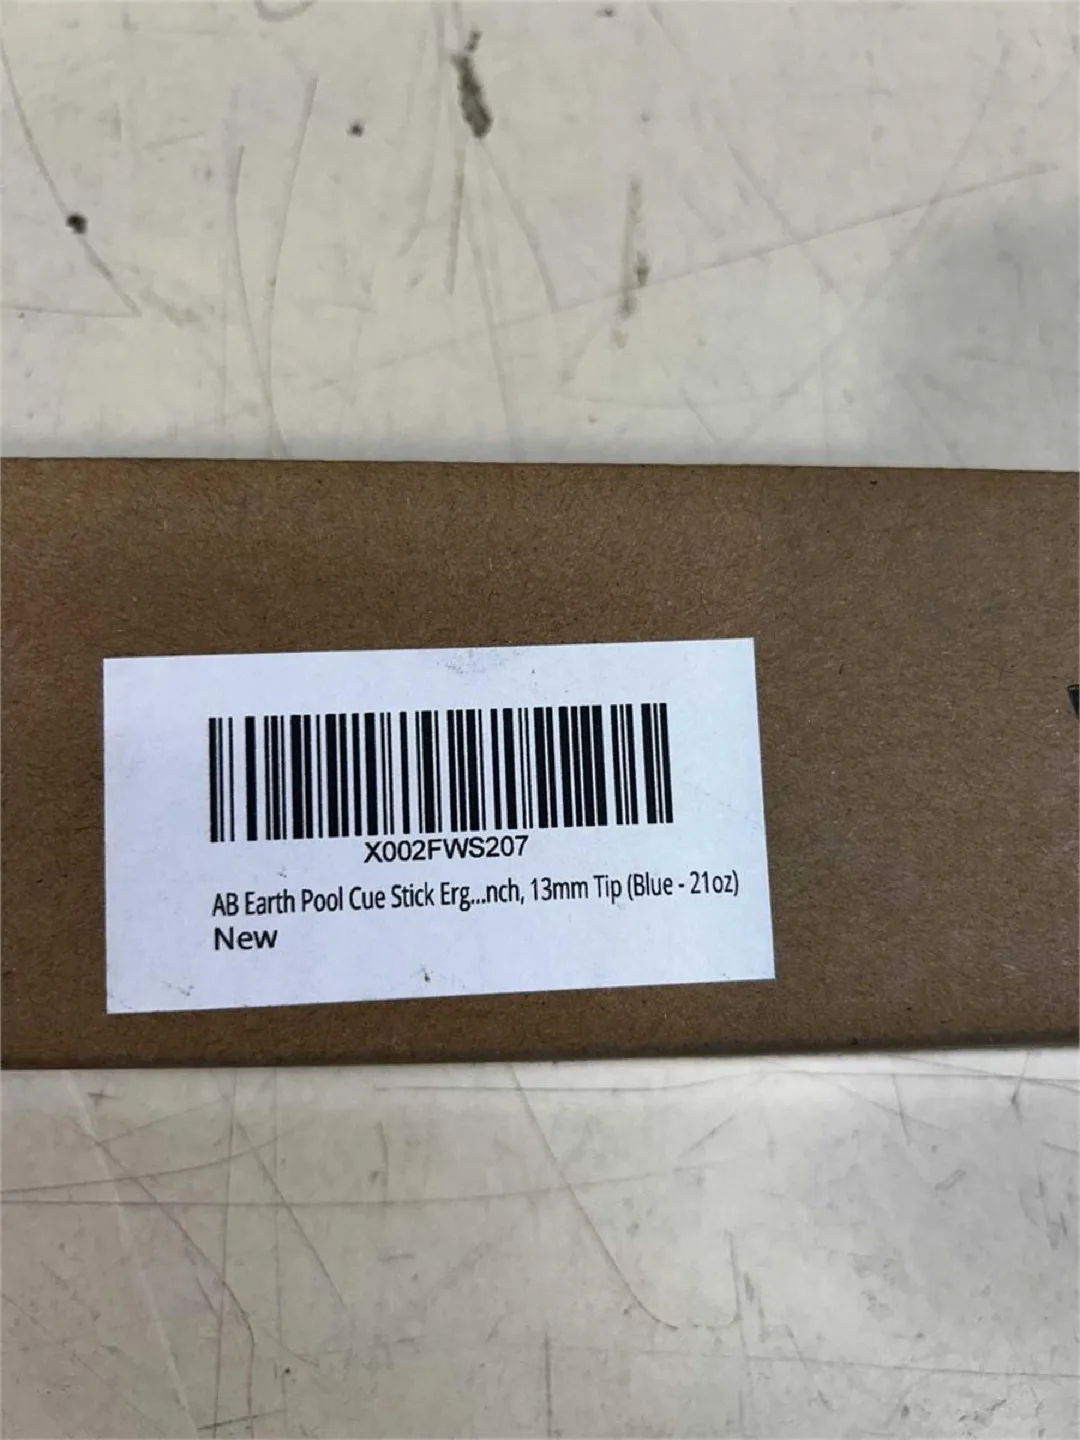 X002FWS207
AB Earth Pool Cue Stick Erg...nch, 13mm Tip (Blue - 21oz)
New